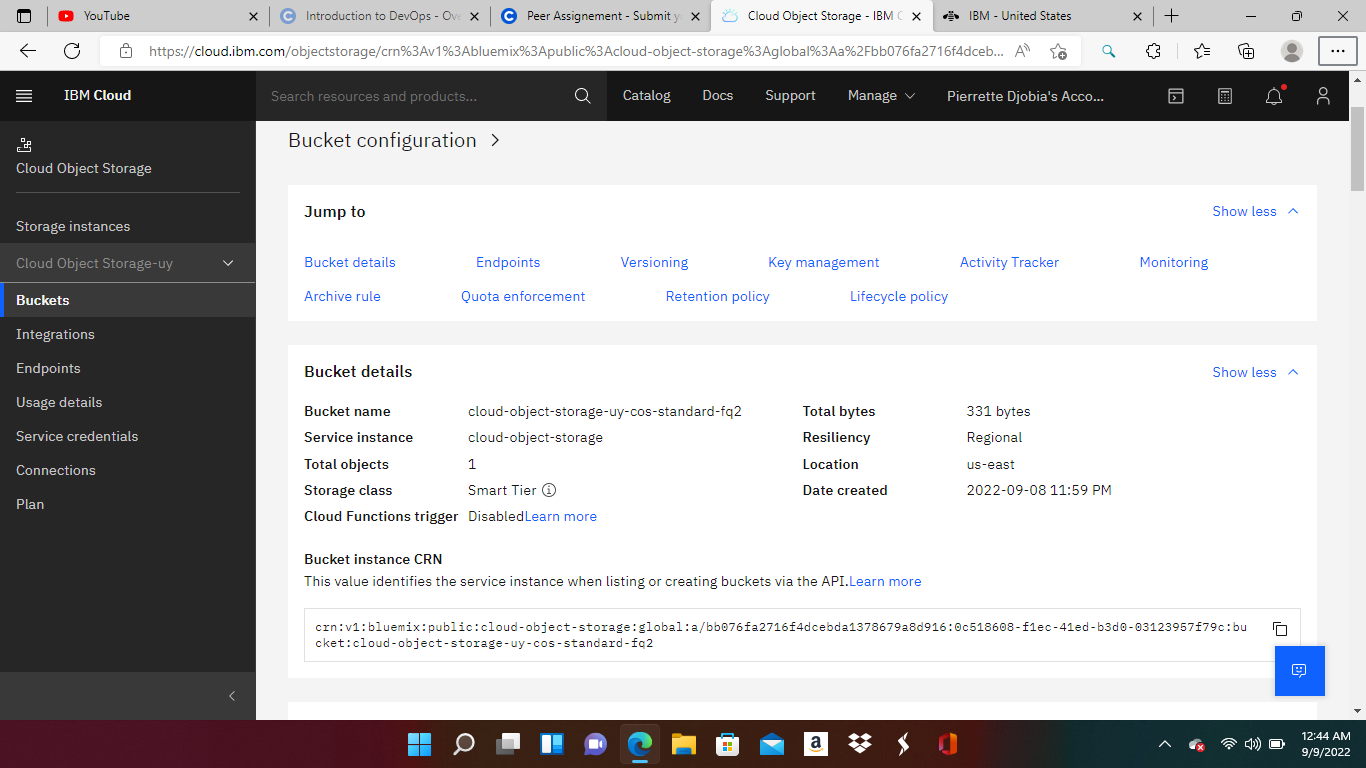 YouTube
Introduction to DevOps - Ove
Peer Assignement - Submit y
Cloud Object Storage - IBM C
IBM - United States
https://cloud.ibm.com/objectstorage/crn%3Av1%3Abluemix%3Apublic%3Acloud-object-storage%3Aglobal%3Aa%2Fbb076fa2716f4dceb...
IBM Cloud
Search resources and products...
Catalog
Docs
Support
Manage
Pierrette Djobia's Acco...
Cloud Object Storage
Storage instances
Cloud Object Storage-uy
Buckets
Integrations
Endpoints
Usage details
Service credentials
Connections
Plan
Bucket configuration
Jump to
Show less
Bucket details Endpoints Versioning Key management Activity Tracker Monitoring
Archive rule Quota enforcement Retention policy Lifecycle policy
Bucket details
Show less
Bucket name cloud-object-storage-uy-cos-standard-fq2 Total bytes 331 bytes
Service instance cloud-object-storage Resiliency Regional
Total objects 1 Location us-east
Storage class Smart Tier Date created 2022-09-08 11:59 PM
Cloud Functions trigger DisabledLearn more
Bucket instance CRN
This value identifies the service instance when listing or creating buckets via the API.Learn more
crn:v1:bluemix:public:cloud-object-storage:global:a/bb076fa2716f4dcebda1378679a8d916:0c518608-f1ec-41ed-b3d0-03123957f79c:bu
cket:cloud-object-storage-uy-cos-standard-fq2
12:44 AM
9/9/2022